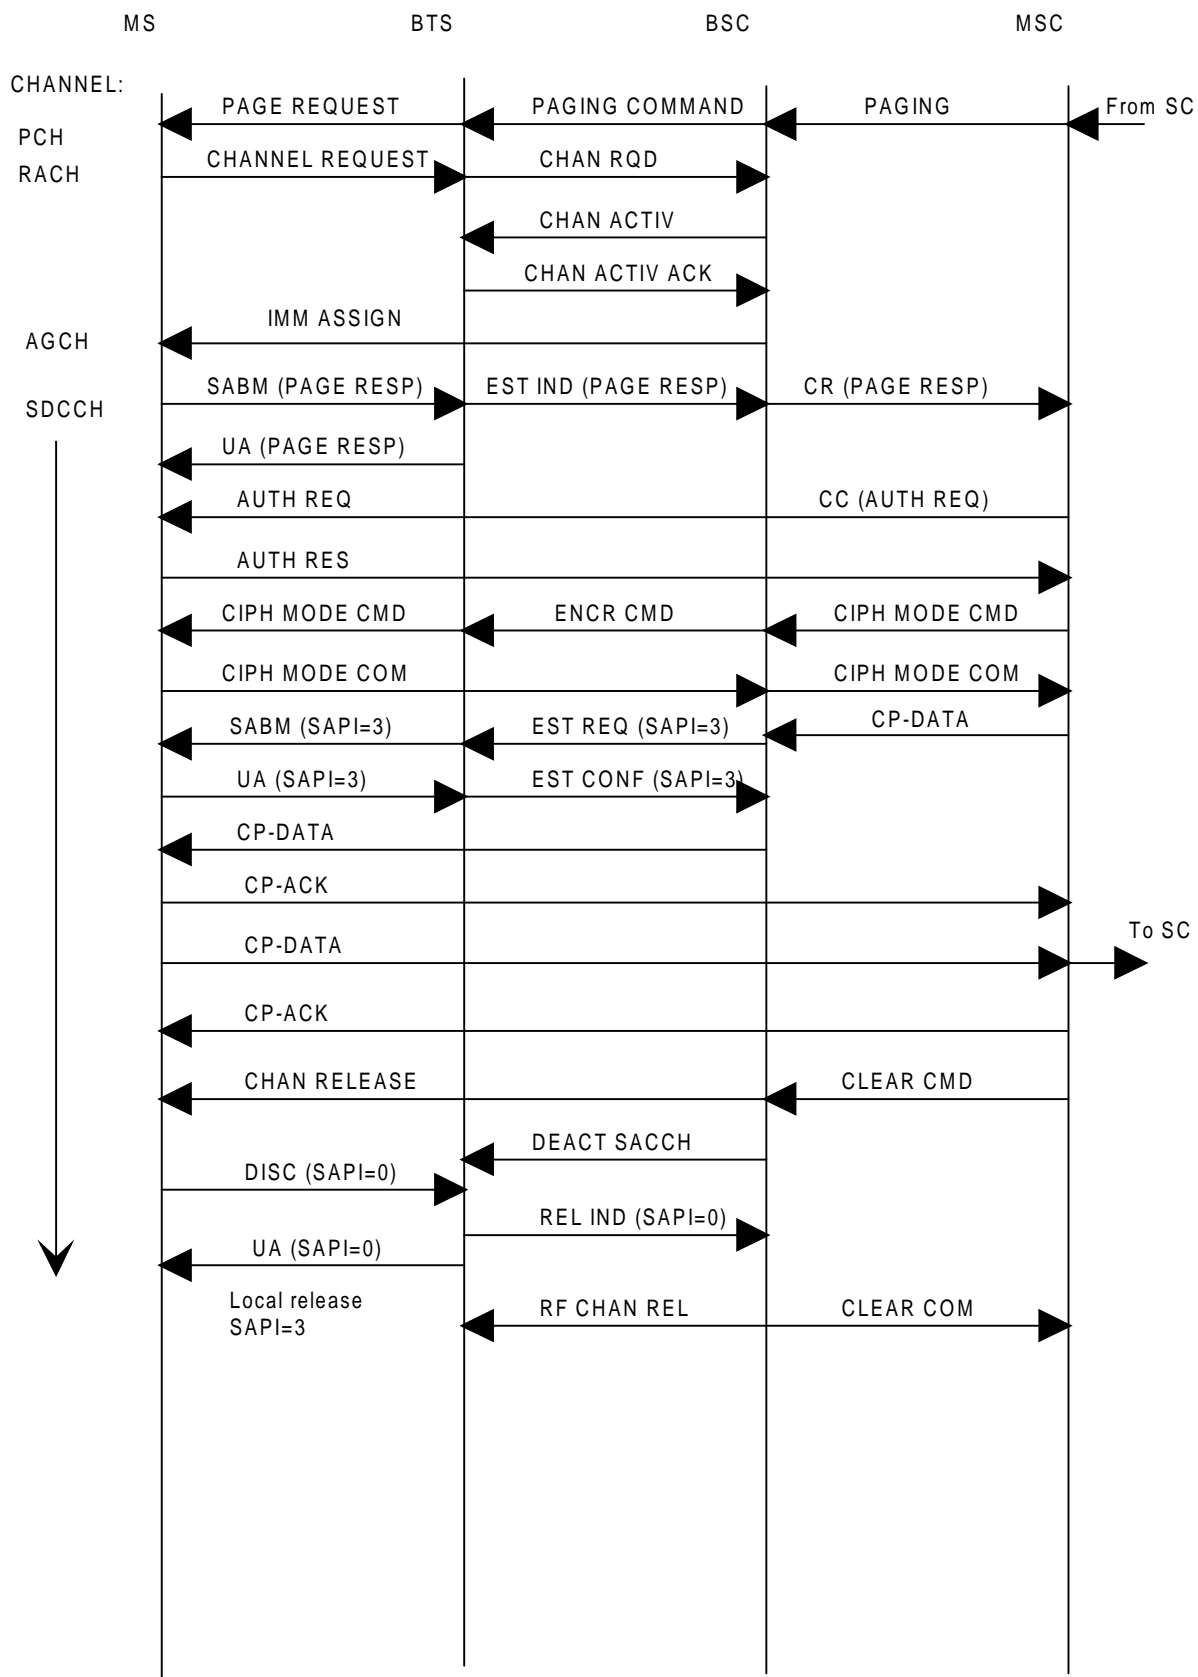 MS BTS BSC MSC
CHANNEL:
PAGE REQUEST PAGING COMMAND PAGING From SC
PCH
CHANNEL REQUEST CHAN RQD
RACH
CHAN ACTIV
CHAN ACTIV ACK
IMM ASSIGN
AGCH
SABM (PAGE RESP) EST IND (PAGE RESP) CR (PAGE RESP)
SDCCH
UA (PAGE RESP)
AUTH REQ CC (AUTH REQ)
AUTH RES
CIPH MODE CMD ENCR CMD CIPH MODE CMD
CIPH MODE COM CIPH MODE COM
SABM (SAPI=3) EST REQ (SAPI=3) CP-DATA
UA (SAPI=3) EST CONF (SAPI=3)
CP-DATA
CP-ACK
To SC
CP-DATA
CP-ACK
CHAN RELEASE CLEAR CMD
DEACT SACCH
DISC (SAPI=0)
REL IND (SAPI=0)
UA (SAPI=0)
Local release RF CHAN REL CLEAR COM
SAPI=3